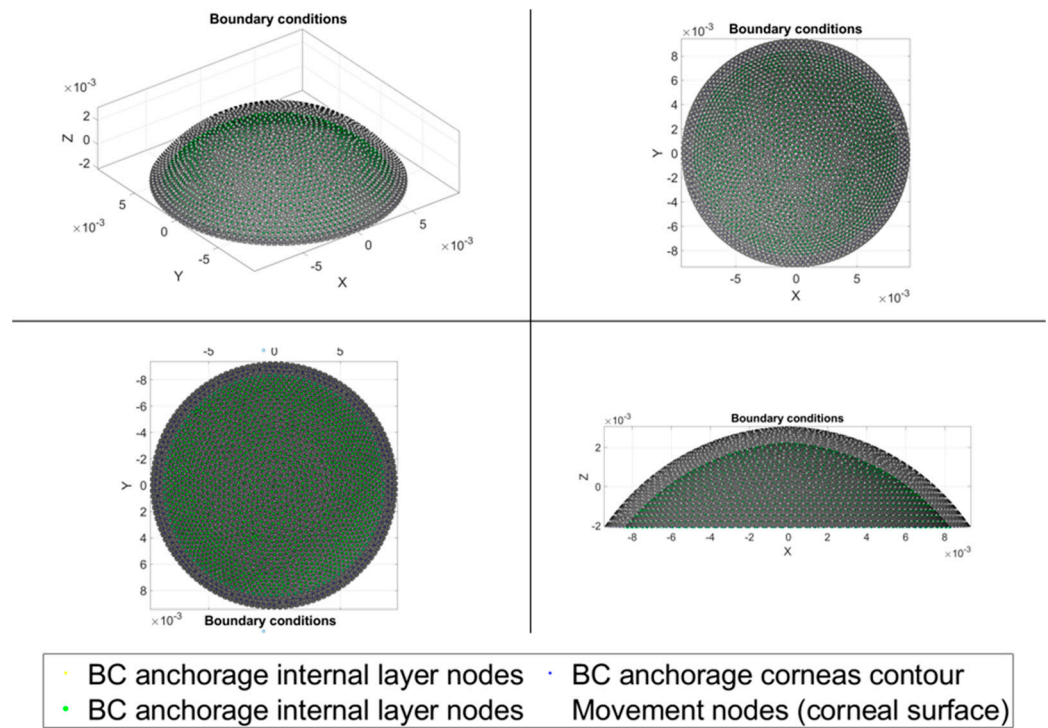 Boundary conditions
×10⁻³
2
0
-2
Z
5
0
-5
×10⁻³
Y
-5
0
5
×10⁻³
X
×10⁻³
Boundary conditions
8
6
4
2
0
-2
-4
-6
-8
Y
-5 0 5
X
×10⁻³
-5 0 5
-8
-6
-4
-2
0
2
4
6
8
Y
×10⁻³
Boundary conditions
×10⁻³
Boundary conditions
2
0
-2
Z
-8 -6 -4 -2 0 2 4 6 8
X
×10⁻³
BC anchorage internal layer nodes BC anchorage corneas contour
BC anchorage internal layer nodes Movement nodes (corneal surface)